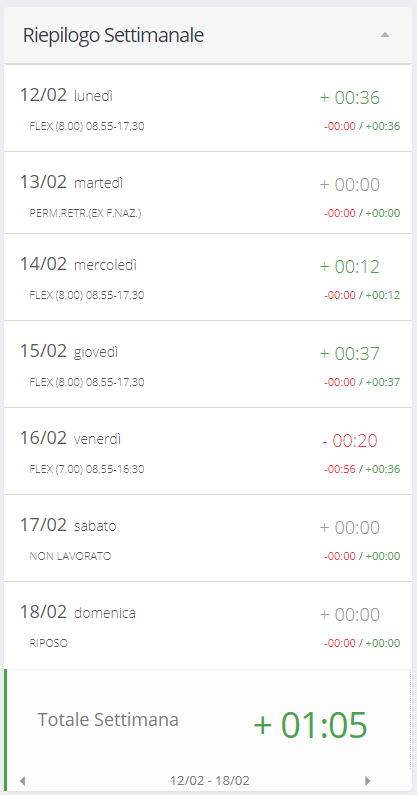 Riepilogo Settimanale
12/02 lunedì + 00:36
FLEX (8,00) 08,55-17,30 -00:00 / +00:36
13/02 martedì + 00:00
PERM.RETR.(EX F.NAZ.) -00:00 / +00:00
14/02 mercoledì + 00:12
FLEX (8,00) 08,55-17,30 -00:00 / +00:12
15/02 giovedì + 00:37
FLEX (8,00) 08,55-17,30 -00:00 / +00:37
16/02 venerdì - 00:20
FLEX (7,00) 08,55-16,30 -00:56 / +00:36
17/02 sabato + 00:00
NON LAVORATO -00:00 / +00:00
18/02 domenica + 00:00
RIPOSO -00:00 / +00:00
Totale Settimana + 01:05
12/02 - 18/02